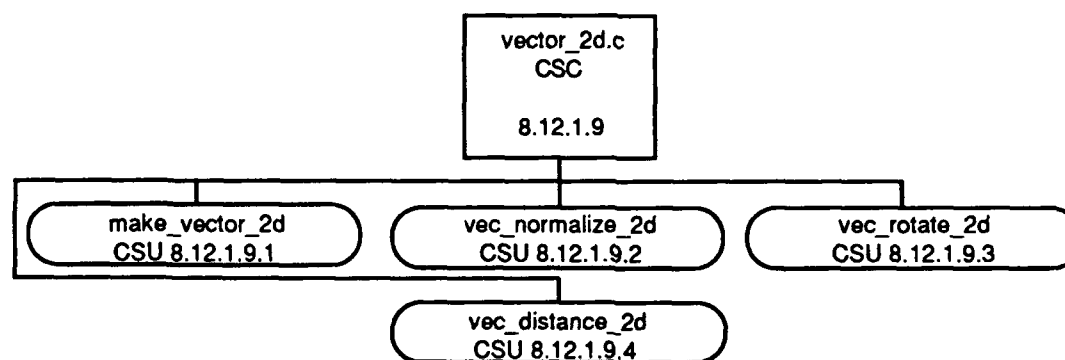 vector_2d.c
CSC
8.12.1.9
make_vector_2d
CSU 8.12.1.9.1
vec_normalize_2d
CSU 8.12.1.9.2
vec_rotate_2d
CSU 8.12.1.9.3
vec_distance_2d
CSU 8.12.1.9.4